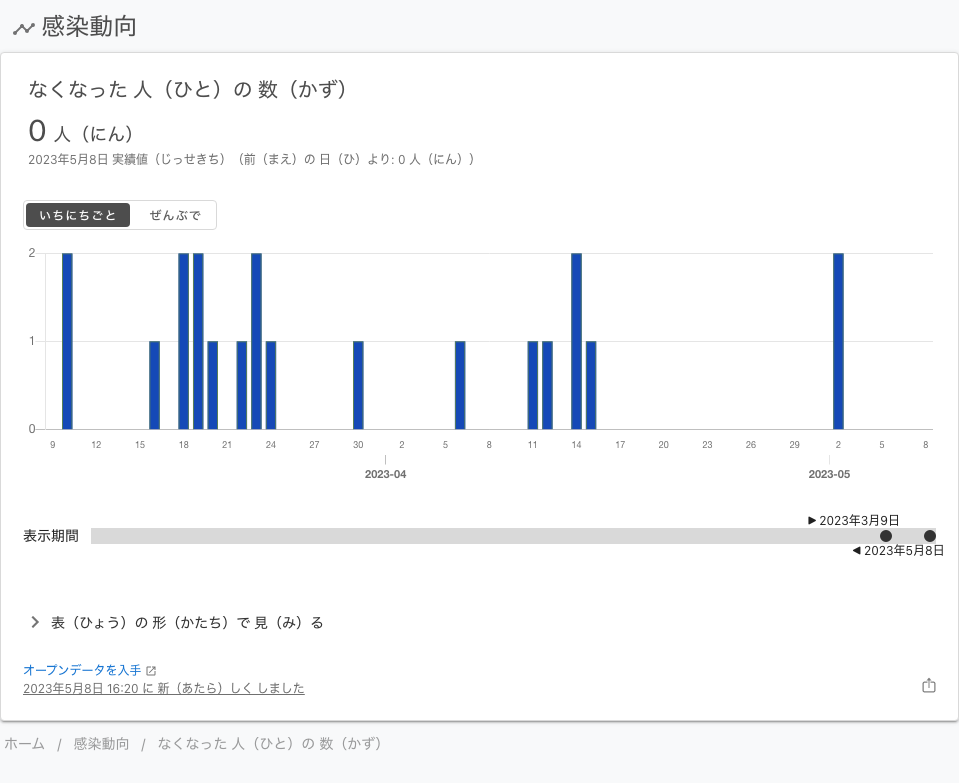 感染動向
なくなった 人（ひと）の 数（かず）
0 人（にん）
2023年5月8日 実績値（じっせきち）（前（まえ）の 日（ひ）より: 0 人（にん））
いちにちごと ぜんぶで
2
1
0
9 12 15 18 21 24 27 30 2 5 8 11 14 17 20 23 26 29 2 5 8
2023-04 2023-05
▶ 2023年3月9日
表示期間
◀ 2023年5月8日
表（ひょう）の 形（かたち）で 見（み）る
オープンデータを入手
2023年5月8日 16:20 に 新（あたら）しく しました
ホーム / 感染動向 / なくなった 人（ひと）の 数（かず）